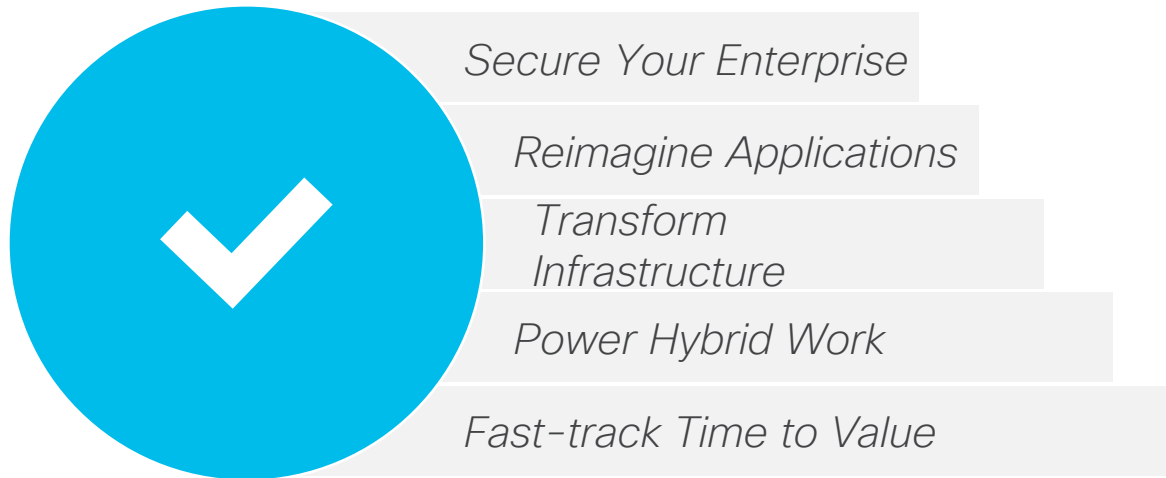 Secure Your Enterprise
Reimagine Applications
Transform
Infrastructure
Power Hybrid Work
Fast-track Time to Value